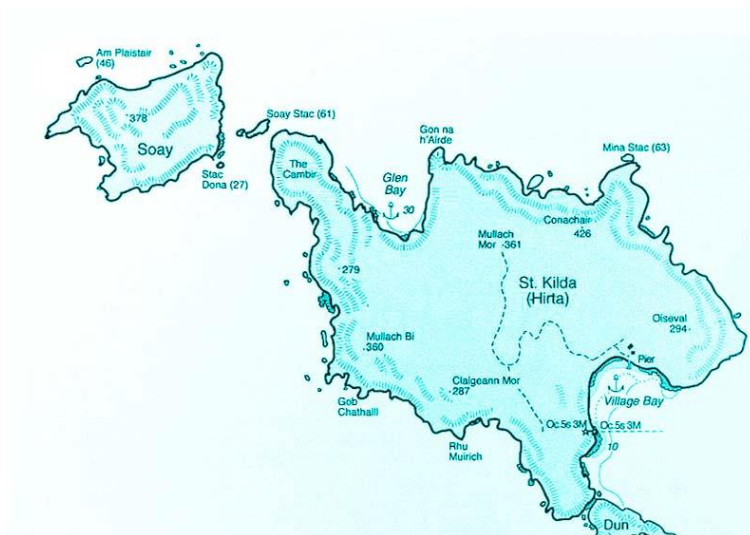 Am Plaistair
(46)
378
Soay
Soay Stac (61)
Stac
Dona (27)
The
Cambir
Gon na
h'Airde
Glen
Bay
30
Mina Stac (63)
Conachair
426
Mullach
Mor 361
279
St. Kilda
(Hirta)
Oiseval
294
Mullach Bi
360
Pier
Clalgeann Mor
287
Village Bay
Gob
Chathaill
Oc.5s 3M
Oc.5s 3M
10
Rhu
Muirich
Dun